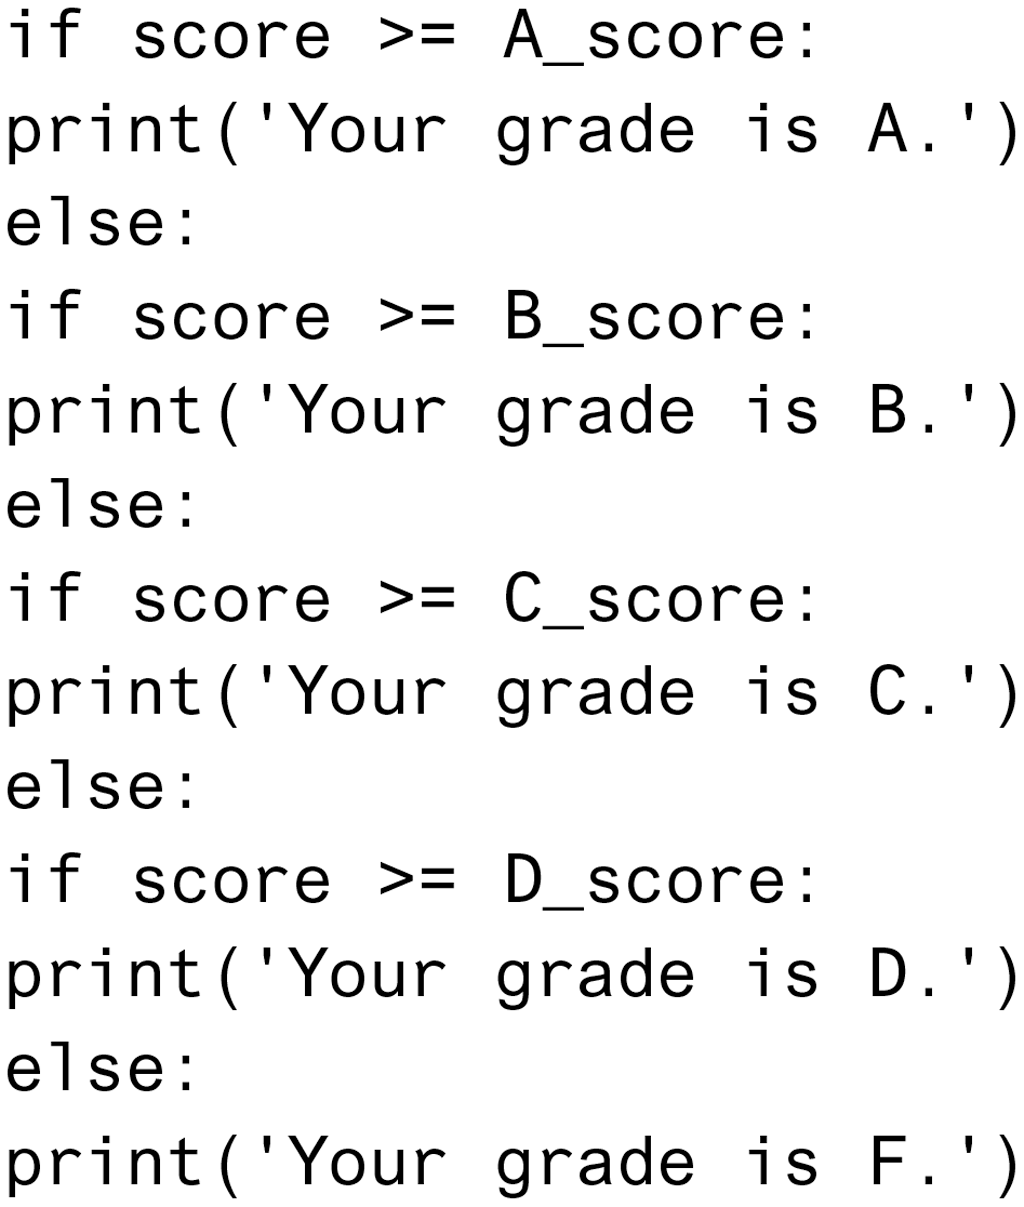 if score >= A_score:
print('Your grade is A.')
else:
if score >= B_score:
print('Your grade is B.')
else:
if score >= C_score:
print('Your grade is C.')
else:
if score >= D_score:
print('Your grade is D.')
else:
print('Your grade is F.')